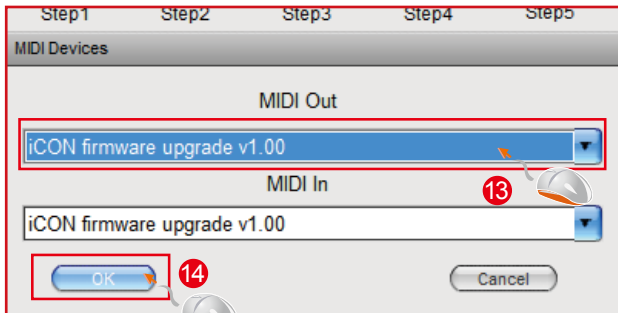 Step1 Step2 Step3 Step4 Step5
MIDI Devices
MIDI Out
iCON firmware upgrade v1.00
MIDI In
13
iCON firmware upgrade v1.00
OK 14 Cancel